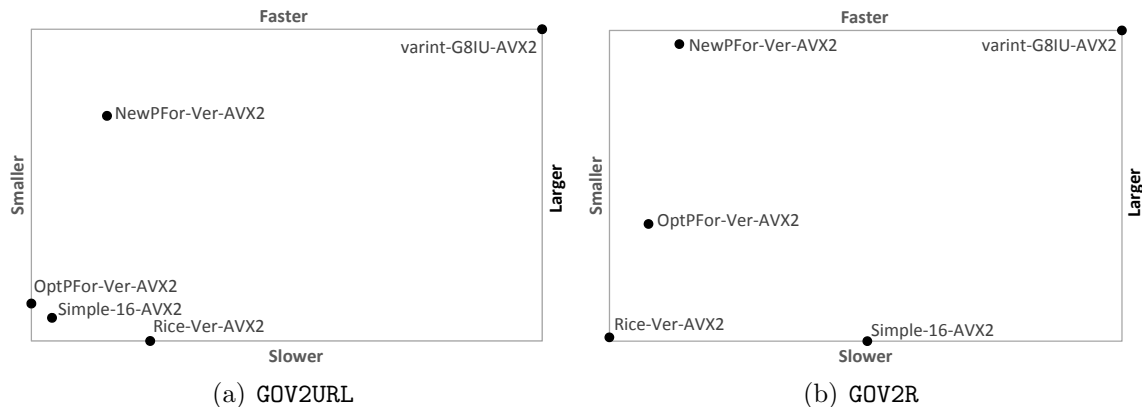 Faster
varint-G8IU-AVX2
NewPFor-Ver-AVX2
Smaller
Larger
OptPFor-Ver-AVX2
Simple-16-AVX2
Rice-Ver-AVX2
Slower
(a) GOV2URL
Faster
NewPFor-Ver-AVX2
varint-G8IU-AVX2
Smaller
Larger
OptPFor-Ver-AVX2
Rice-Ver-AVX2
Simple-16-AVX2
Slower
(b) GOV2R